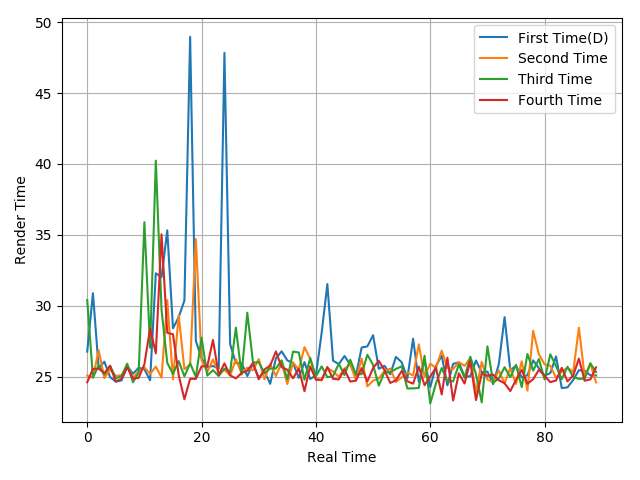 First Time(D)
Second Time
Third Time
Fourth Time
50
45
40
35
30
25
Render Time
0 20 40 60 80
Real Time